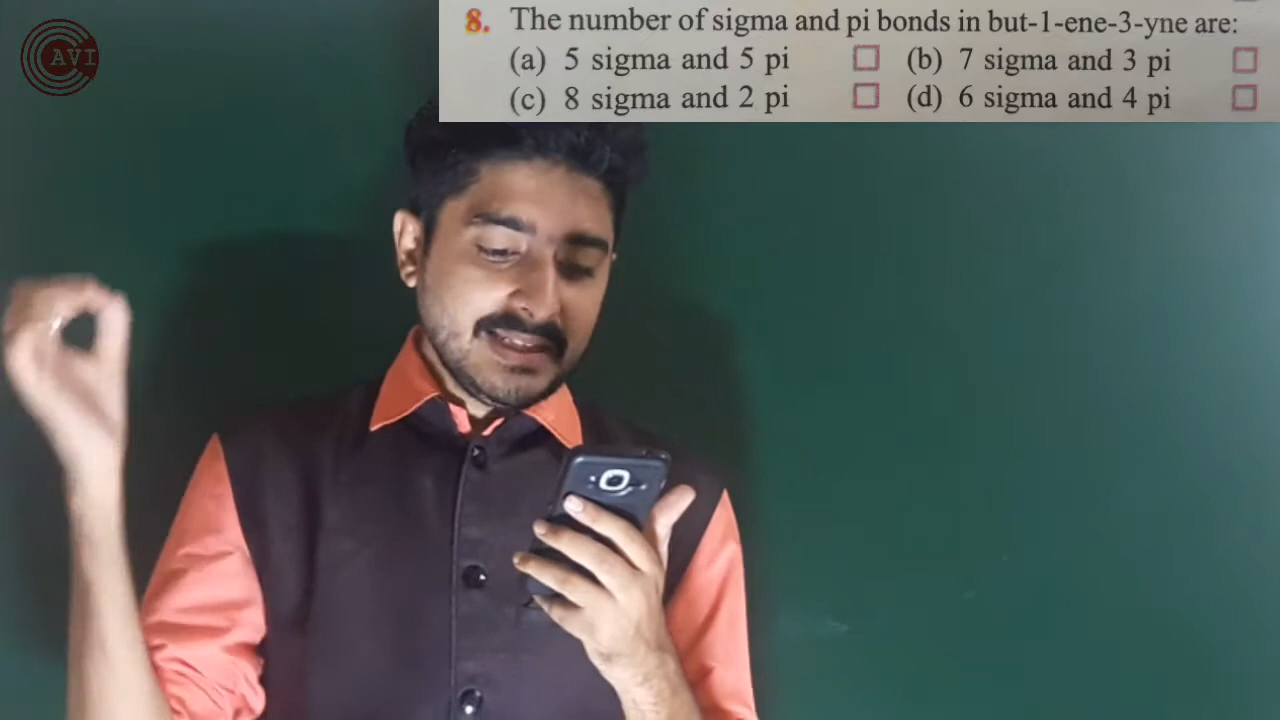 CAVI
8. The number of sigma and pi bonds in but-1-ene-3-yne are:
(a) 5 sigma and 5 pi (b) 7 sigma and 3 pi
(c) 8 sigma and 2 pi (d) 6 sigma and 4 pi